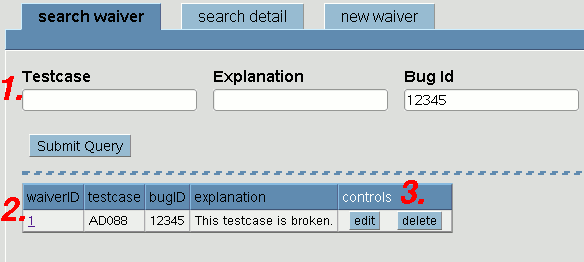 search waiver search detail new waiver
Testcase Explanation Bug Id
1. 12345
Submit Query
waiverID testcase bugID explanation controls 3.
2. 1 AD088 12345 This testcase is broken. edit delete